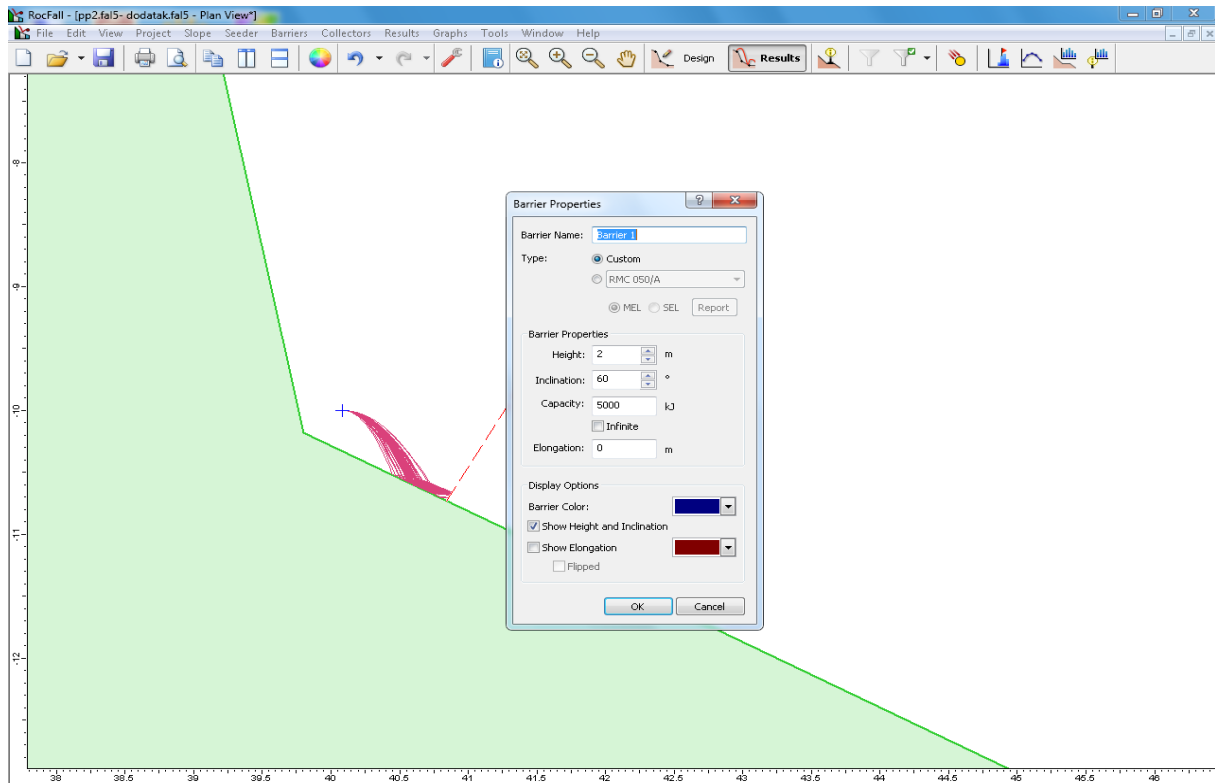 RocFall - [pp2.fal5- dodatak.fal5 - Plan View*]
File Edit View Project Slope Seeder Barriers Collectors Results Graphs Tools Window Help
Design Results
Barrier Properties
Barrier Name: Barrier 1
Type: Custom
RMC 050/A
MEL SEL Report
Barrier Properties
Height: 2 m
Inclination: 60 °
Capacity: 5000 kJ
Infinite
Elongation: 0 m
Display Options
Barrier Color:
Show Height and Inclination
Show Elongation
Flipped
OK Cancel
-8
-9
-10
-11
-12
38 38.5 39 39.5 40 40.5 41 41.5 42 42.5 43 43.5 44 44.5 45 45.5 46